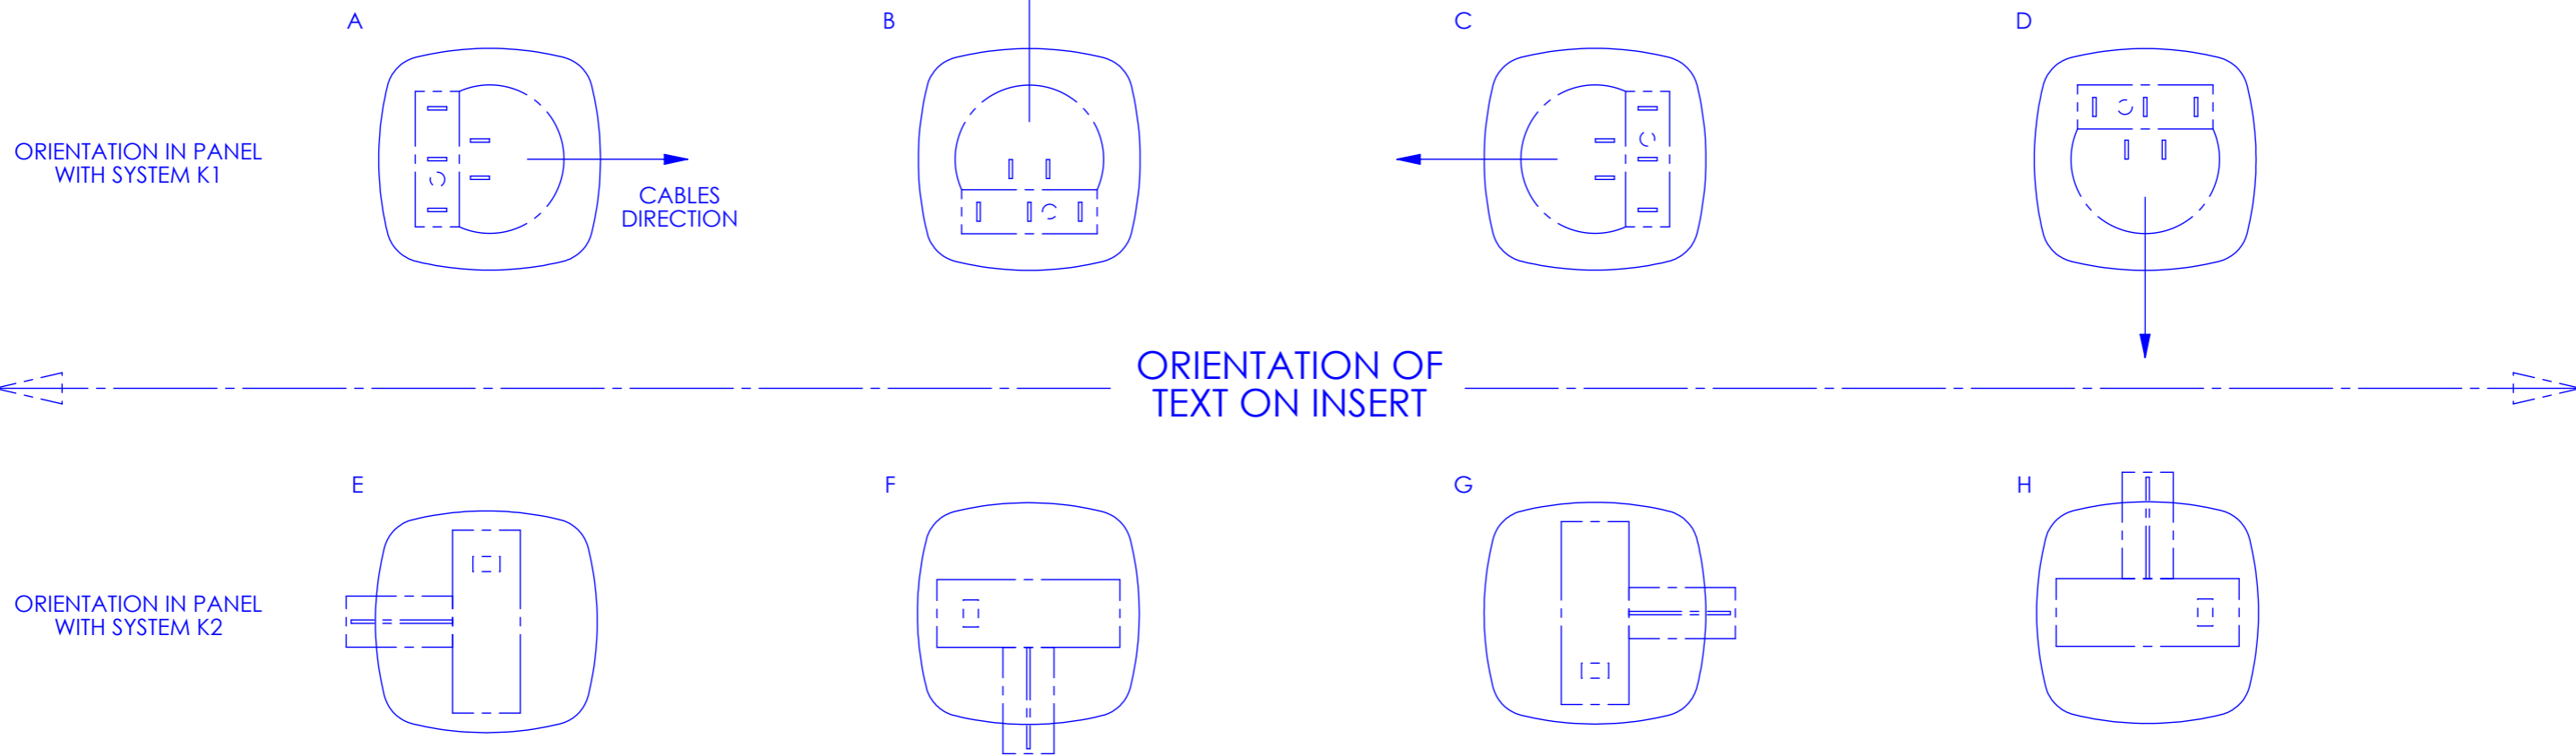 A
B
C
D
ORIENTATION IN PANEL
WITH SYSTEM K1
CABLES
DIRECTION
ORIENTATION OF
TEXT ON INSERT
E
F
G
H
ORIENTATION IN PANEL
WITH SYSTEM K2